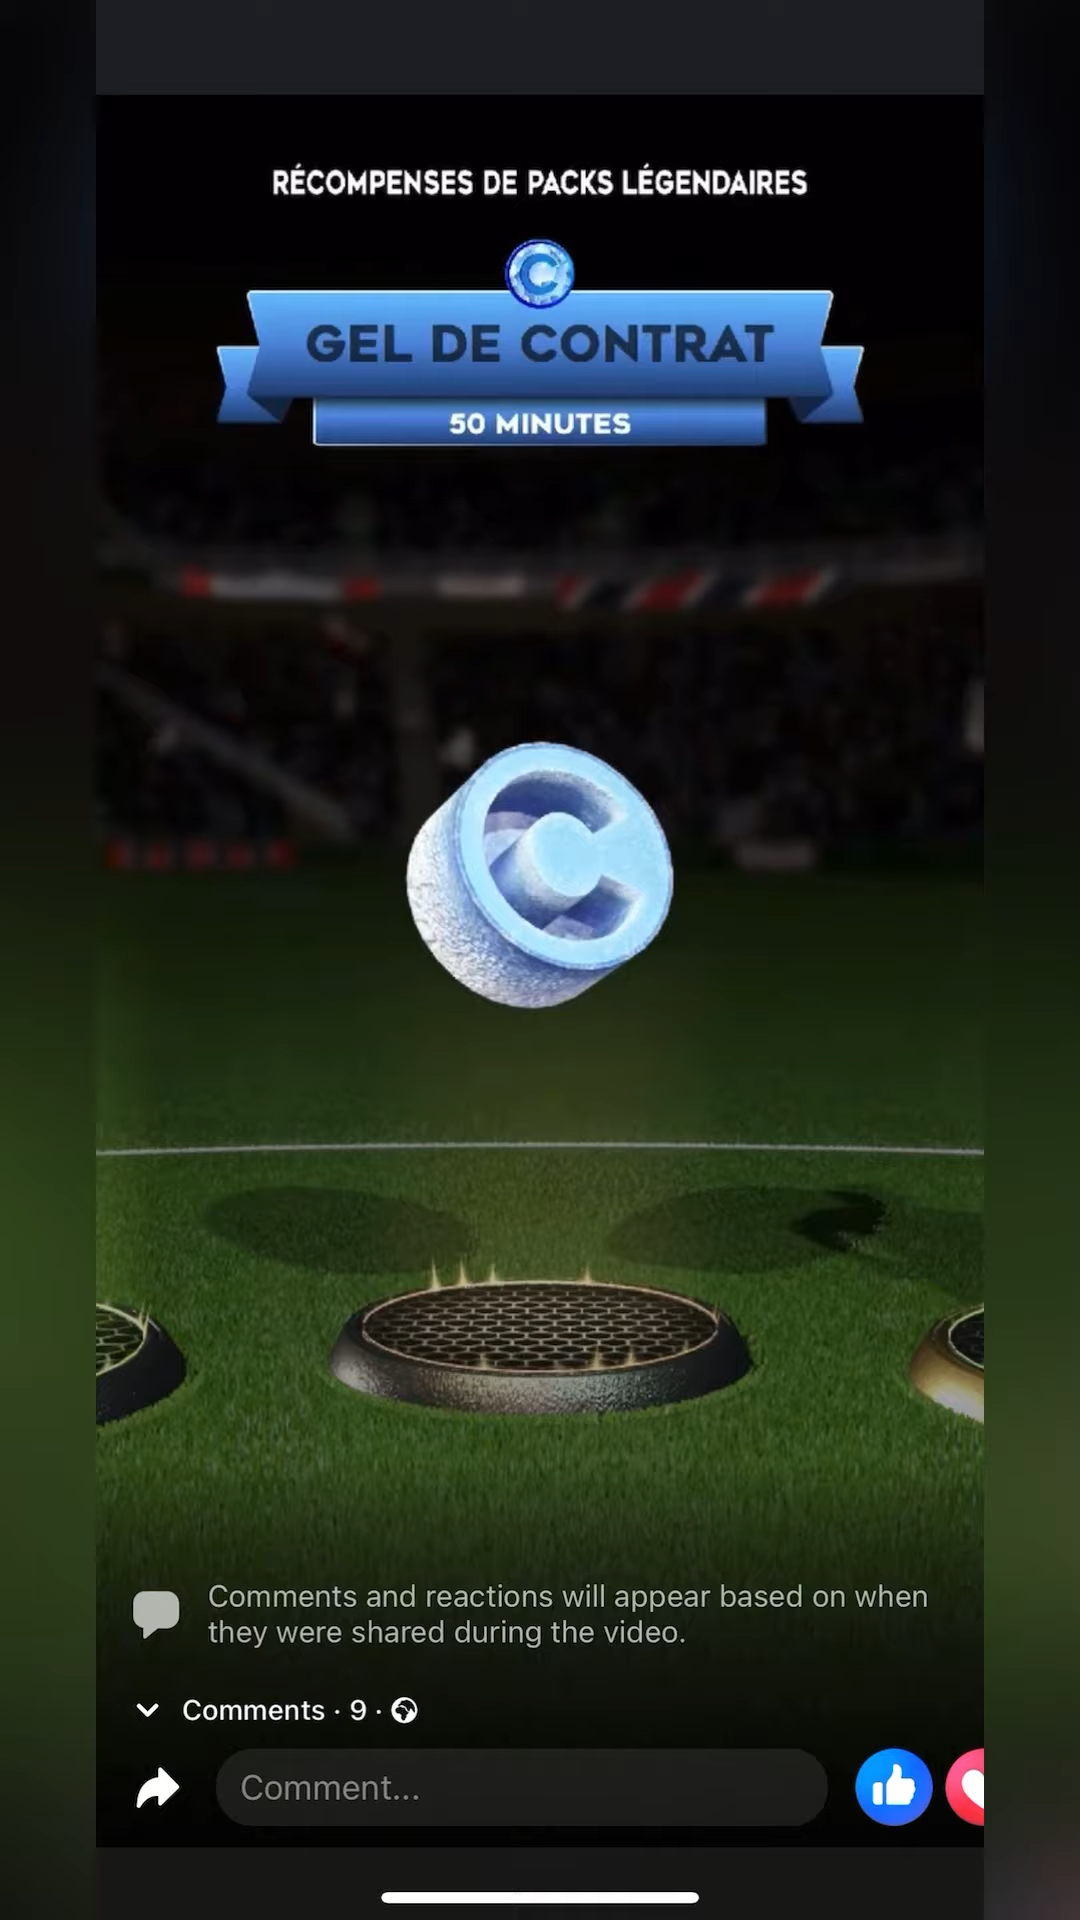 RÉCOMPENSES DE PACKS LÉGENDAIRES
C
GEL DE CONTRAT
50 MINUTES
C
Comments and reactions will appear based on when
they were shared during the video.
Comments · 9 ·
Comment...